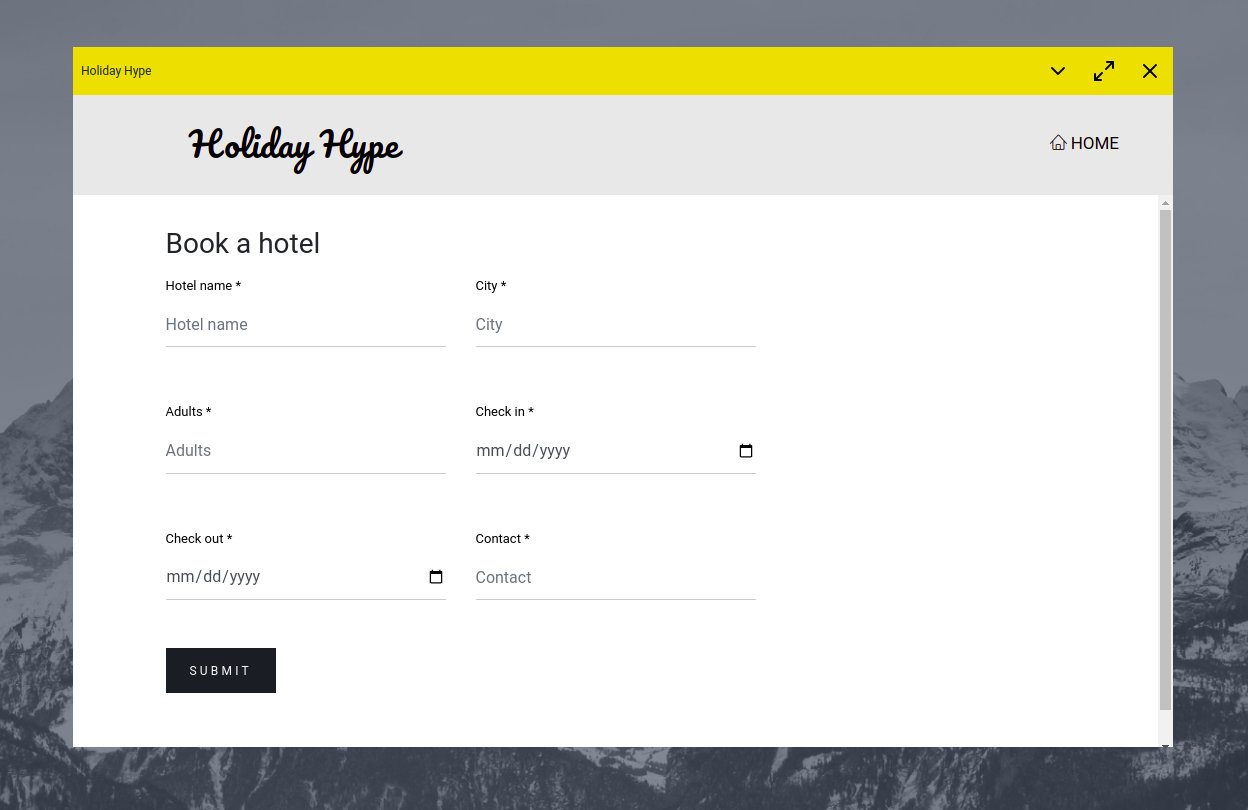 Holiday Hype
Holiday Hype
HOME
Book a hotel
Hotel name *
City *
Hotel name
City
Adults *
Check in *
Adults
mm/dd/yyyy
Check out *
Contact *
mm/dd/yyyy
Contact
SUBMIT